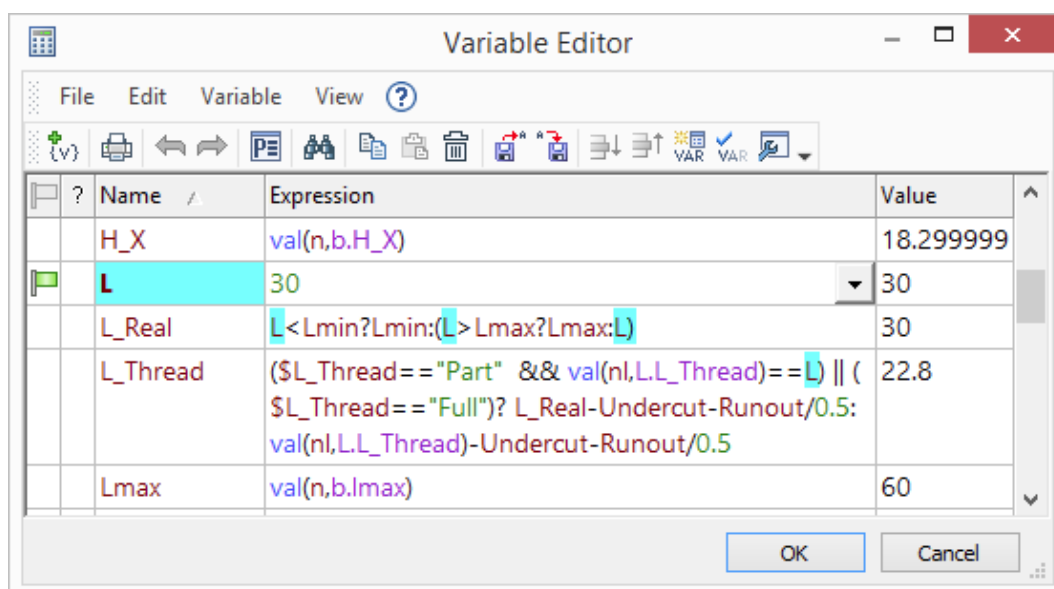 Variable Editor
File Edit Variable View ?
{v} P VAR VAR
? Name Expression Value
H_X val(n,b.H_X) 18.299999
L 30 30
L_Real L<Lmin?Lmin:(L>Lmax?Lmax:L) 30
L_Thread ($L_Thread=="Part" && val(nl,L.L_Thread)==L) || ( 22.8
$L_Thread=="Full")? L_Real-Undercut-Runout/0.5:
val(nl,L.L_Thread)-Undercut-Runout/0.5
Lmax val(n,b.lmax) 60
OK Cancel